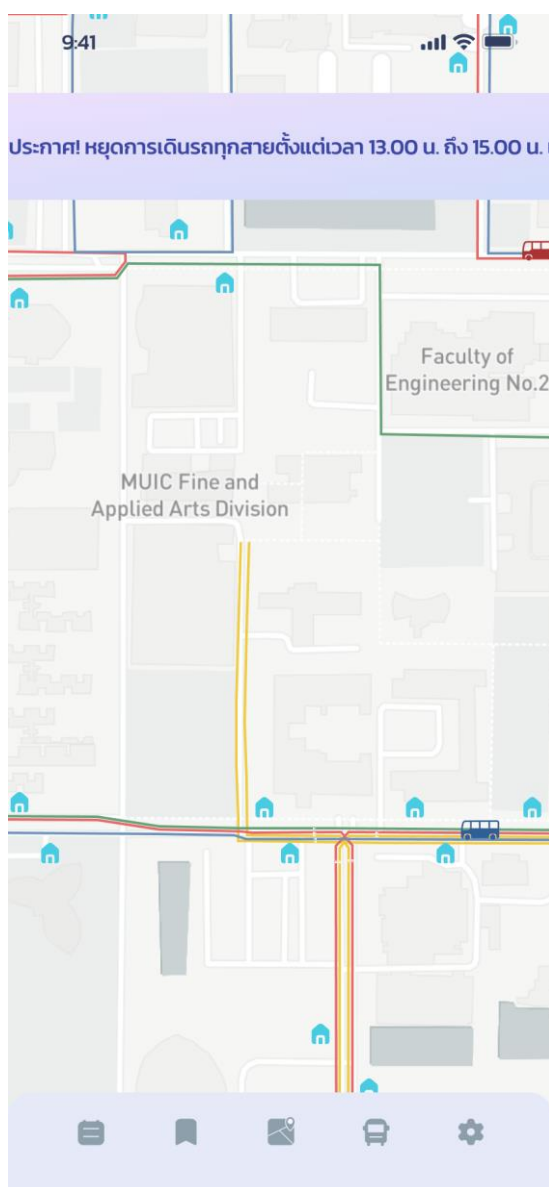 9:41
ประกาศ! หยุดการเดินรถทุกสายตั้งแต่เวลา 13.00 น. ถึง 15.00 น.
Faculty of
Engineering No.2
MUIC Fine and
Applied Arts Division